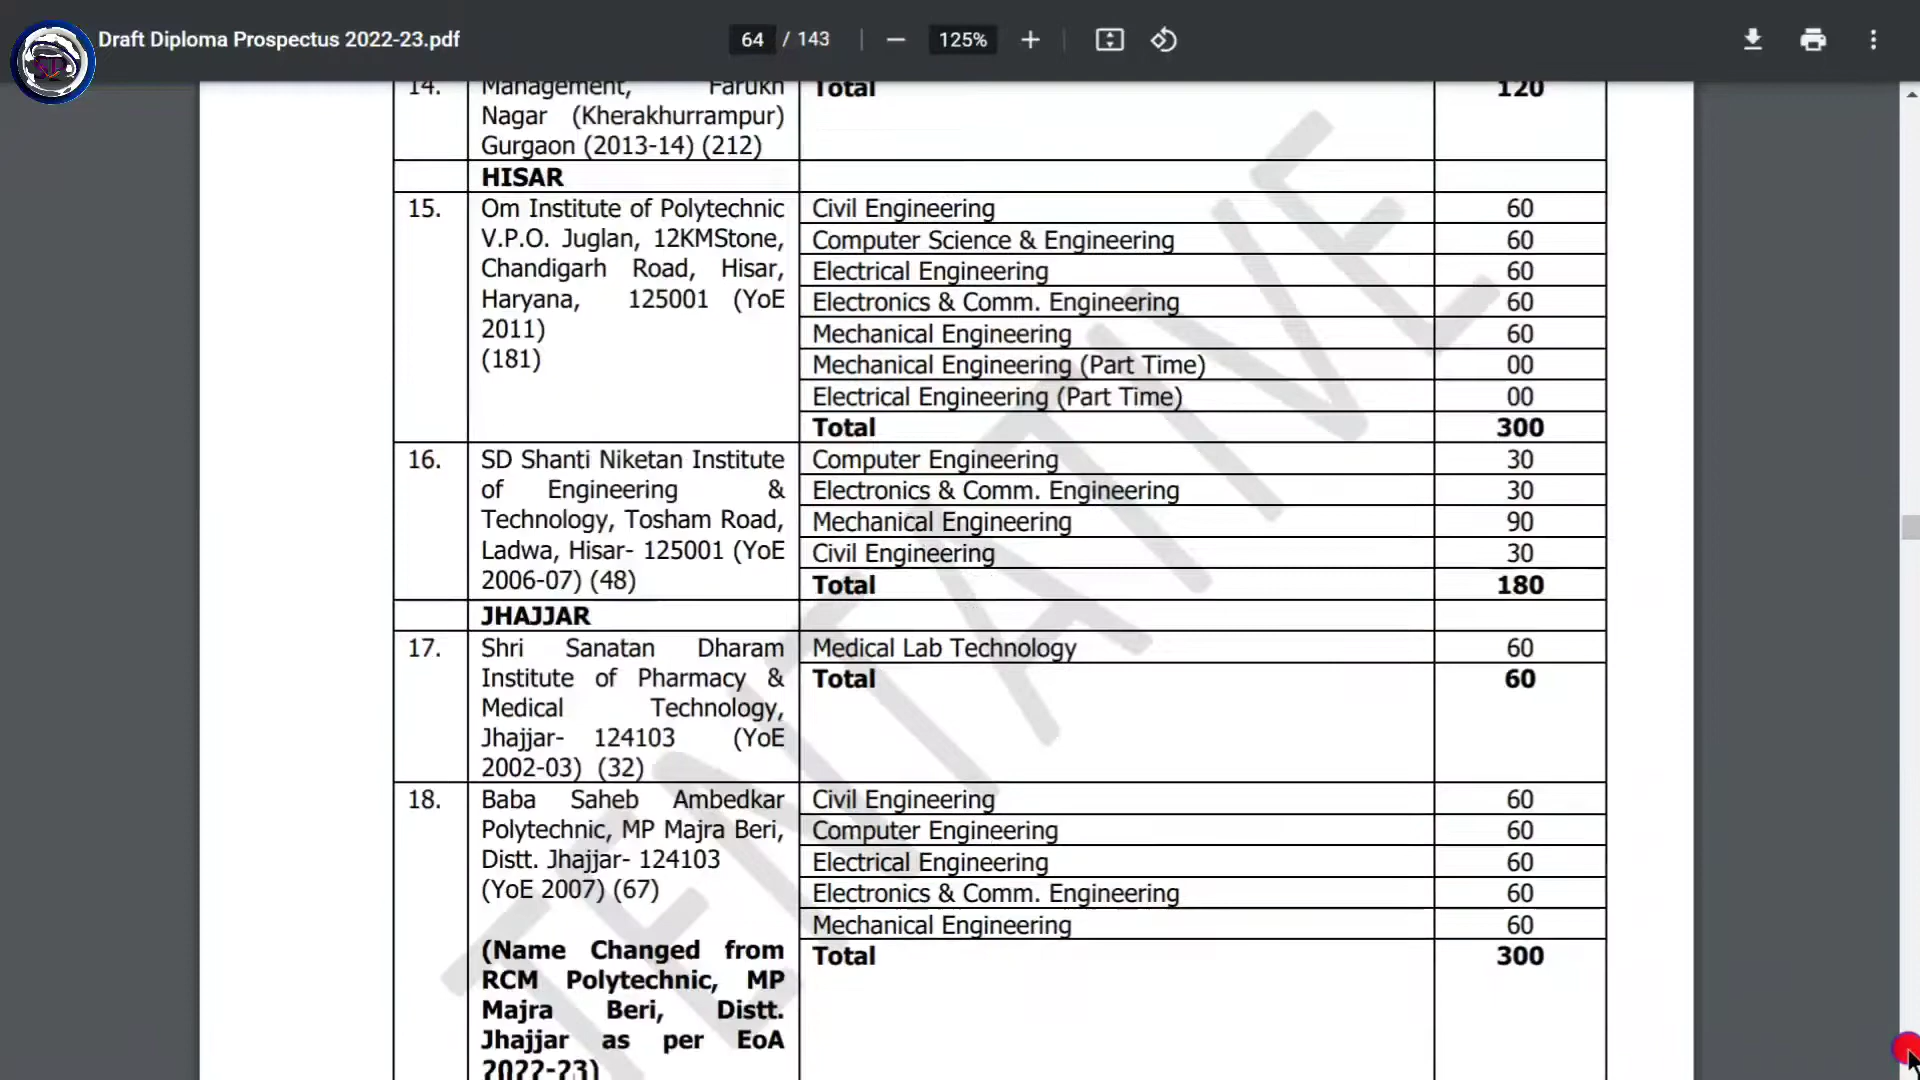 Draft Diploma Prospectus 2022-23.pdf
64 / 143
125%
14.
Management, Farukh
Nagar (Kherakhurrampur)
Gurgaon (2013-14) (212)
Total
120
HISAR
15.
Om Institute of Polytechnic
V.P.O. Juglan, 12KMStone,
Chandigarh Road, Hisar,
Haryana, 125001 (YoE
2011)
(181)
Civil Engineering 60
Computer Science & Engineering 60
Electrical Engineering 60
Electronics & Comm. Engineering 60
Mechanical Engineering 60
Mechanical Engineering (Part Time) 00
Electrical Engineering (Part Time) 00
Total 300
16.
SD Shanti Niketan Institute
of Engineering &
Technology, Tosham Road,
Ladwa, Hisar- 125001 (YoE
2006-07) (48)
Computer Engineering 30
Electronics & Comm. Engineering 30
Mechanical Engineering 90
Civil Engineering 30
Total 180
JHAJJAR
17.
Shri Sanatan Dharam
Institute of Pharmacy &
Medical Technology,
Jhajjar- 124103 (YoE
2002-03) (32)
Medical Lab Technology 60
Total 60
18.
Baba Saheb Ambedkar
Polytechnic, MP Majra Beri,
Distt. Jhajjar- 124103
(YoE 2007) (67)
(Name Changed from
RCM Polytechnic, MP
Majra Beri, Distt.
Jhajjar as per EoA
2022-23)
Civil Engineering 60
Computer Engineering 60
Electrical Engineering 60
Electronics & Comm. Engineering 60
Mechanical Engineering 60
Total 300
TENTATIVE